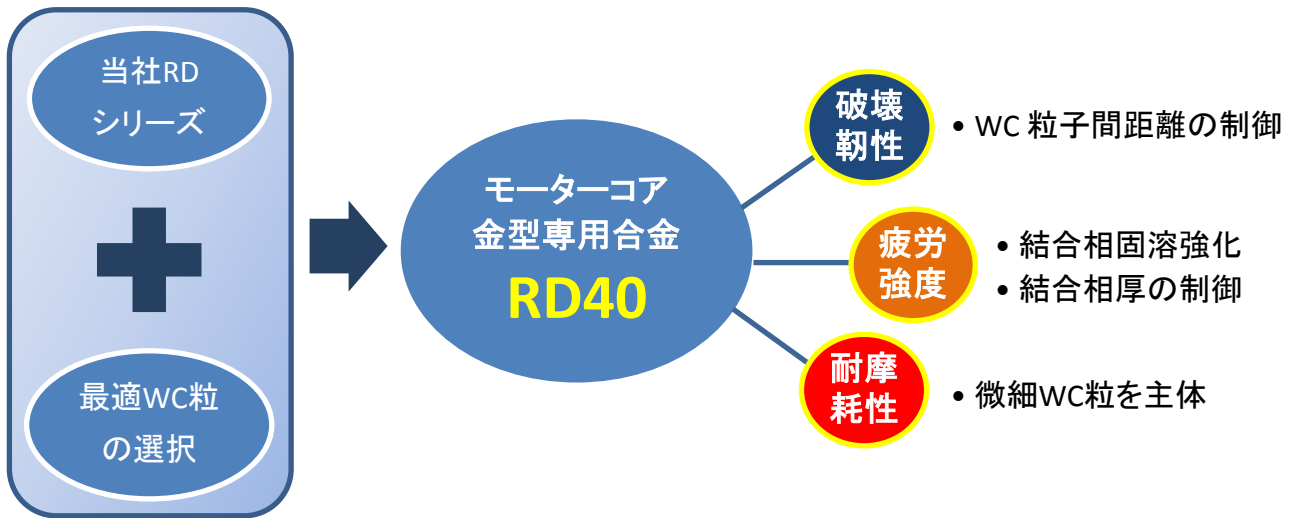 当社RD
シリーズ
最適WC粒
の選択
モーターコア
金型専用合金
RD40
破壊
靭性
• WC 粒子間距離の制御
疲労
強度
• 結合相固溶強化
• 結合相厚の制御
耐摩
耗性
• 微細WC粒を主体